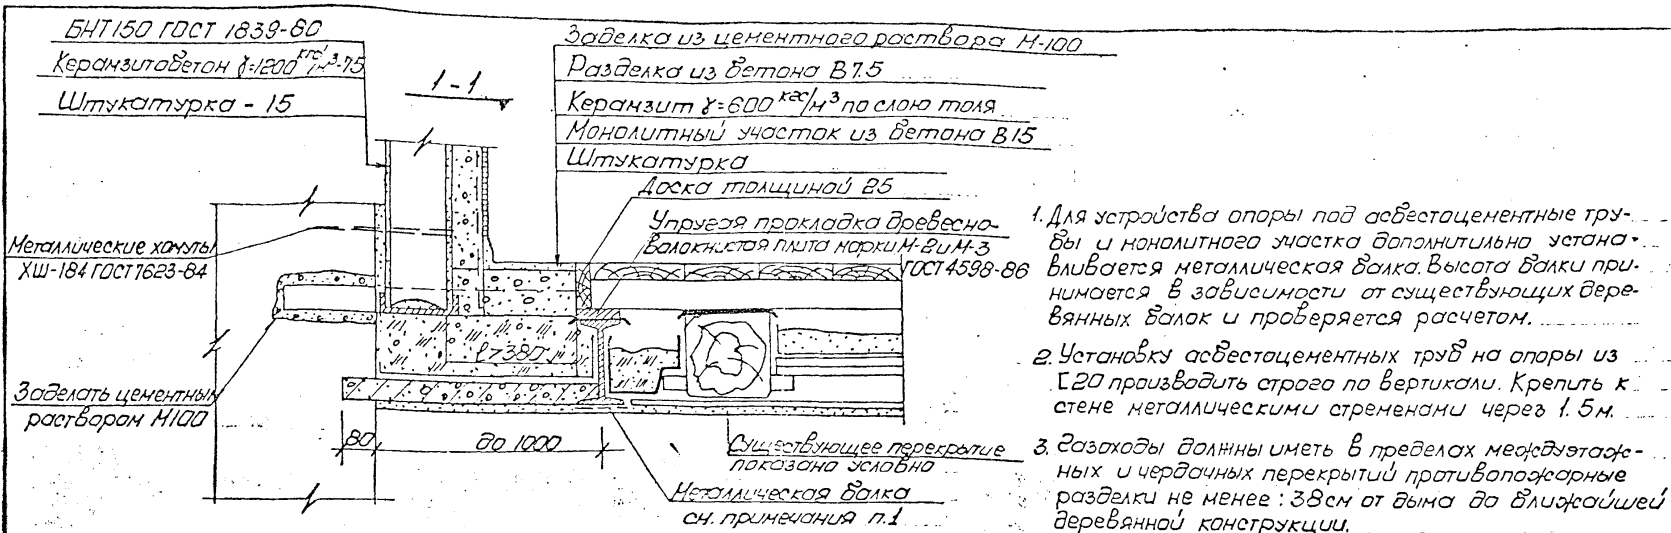 БНТ150 ГОСТ 1839-80
Керамзитобетон γ=1200 кгс/м³-75
Штукатурка - 15
1-1
Заделка из цементного раствора М-100
Разделка из бетона В7.5
Керамзит γ=600 кгс/м³ по слою толя
Монолитный участок из бетона В15
Штукатурка
Доска толщиной 25
Упругая прокладка древесно-
волокнистая плита марки М-2 и М-3
ГОСТ 4598-86
Металлические хомуты
ХШ-184 ГОСТ 7623-84
Заделать цементным
раствором М100
ℓ>380
80
до 1000
Существующее перекрытие
показано условно
Металлическая балка
см. примечания п.1
1. Для устройства опоры под асбестоцементные тру-
бы и монолитного участка дополнительно устана-
вливается металлическая балка. Высота балки при-
нимается в зависимости от существующих дере-
вянных балок и проверяется расчетом.
2. Установку асбестоцементных труб на опоры из
[20 производить строго по вертикали. Крепить к
стене металлическими стременами через 1.5м.
3. Газоходы должны иметь в пределах междуэтаж-
ных и чердачных перекрытий противопожарные
разделки не менее: 38см от дыма до ближайшей
деревянной конструкции.